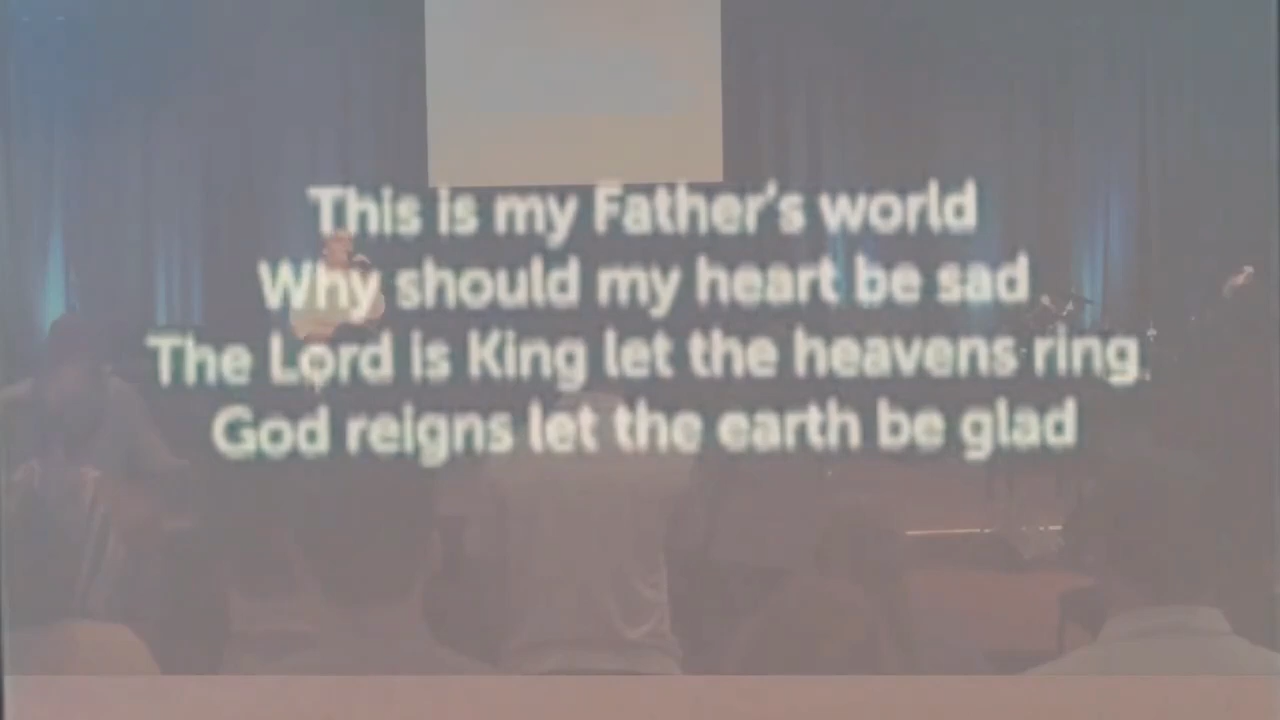 This is my Father's world
Why should my heart be sad
The Lord is King let the heavens ring
God reigns let the earth be glad